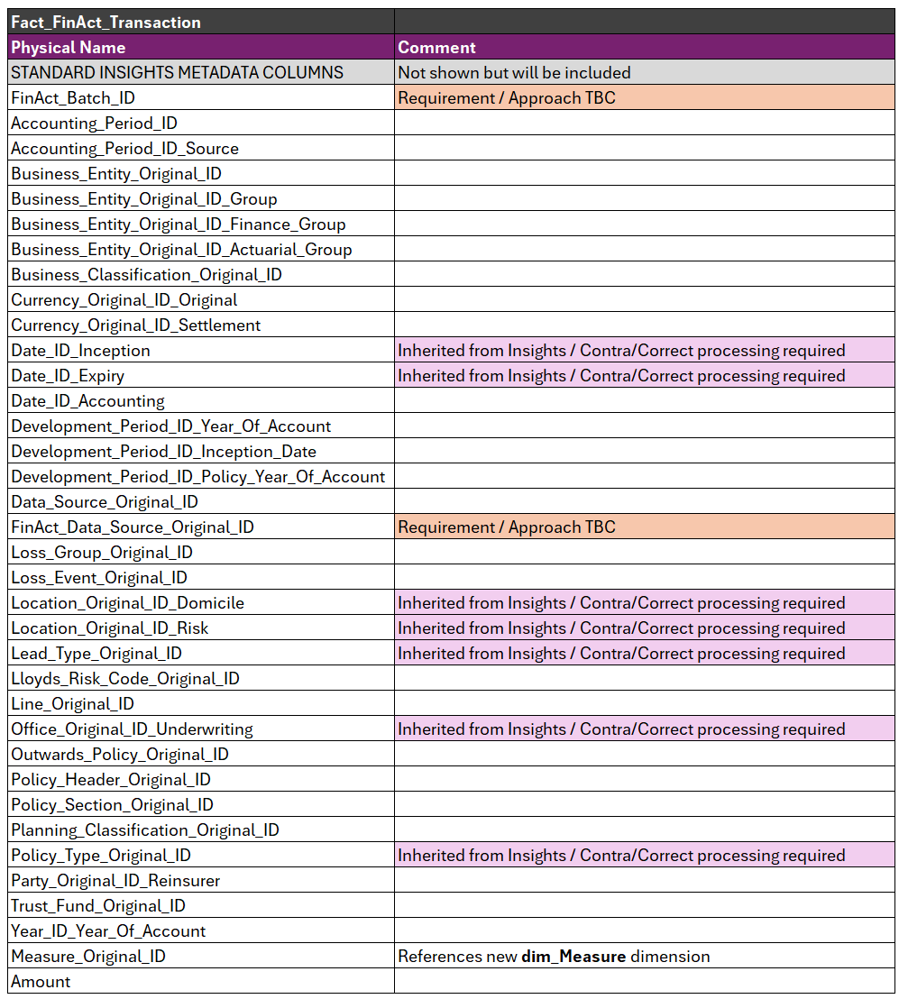 Fact_FinAct_Transaction
Physical Name Comment
STANDARD INSIGHTS METADATA COLUMNS Not shown but will be included
FinAct_Batch_ID Requirement / Approach TBC
Accounting_Period_ID
Accounting_Period_ID_Source
Business_Entity_Original_ID
Business_Entity_Original_ID_Group
Business_Entity_Original_ID_Finance_Group
Business_Entity_Original_ID_Actuarial_Group
Business_Classification_Original_ID
Currency_Original_ID_Original
Currency_Original_ID_Settlement
Date_ID_Inception Inherited from Insights / Contra/Correct processing required
Date_ID_Expiry Inherited from Insights / Contra/Correct processing required
Date_ID_Accounting
Development_Period_ID_Year_Of_Account
Development_Period_ID_Inception_Date
Development_Period_ID_Policy_Year_Of_Account
Data_Source_Original_ID
FinAct_Data_Source_Original_ID Requirement / Approach TBC
Loss_Group_Original_ID
Loss_Event_Original_ID
Location_Original_ID_Domicile Inherited from Insights / Contra/Correct processing required
Location_Original_ID_Risk Inherited from Insights / Contra/Correct processing required
Lead_Type_Original_ID Inherited from Insights / Contra/Correct processing required
Lloyds_Risk_Code_Original_ID
Line_Original_ID
Office_Original_ID_Underwriting Inherited from Insights / Contra/Correct processing required
Outwards_Policy_Original_ID
Policy_Header_Original_ID
Policy_Section_Original_ID
Planning_Classification_Original_ID
Policy_Type_Original_ID Inherited from Insights / Contra/Correct processing required
Party_Original_ID_Reinsurer
Trust_Fund_Original_ID
Year_ID_Year_Of_Account
Measure_Original_ID References new dim_Measure dimension
Amount